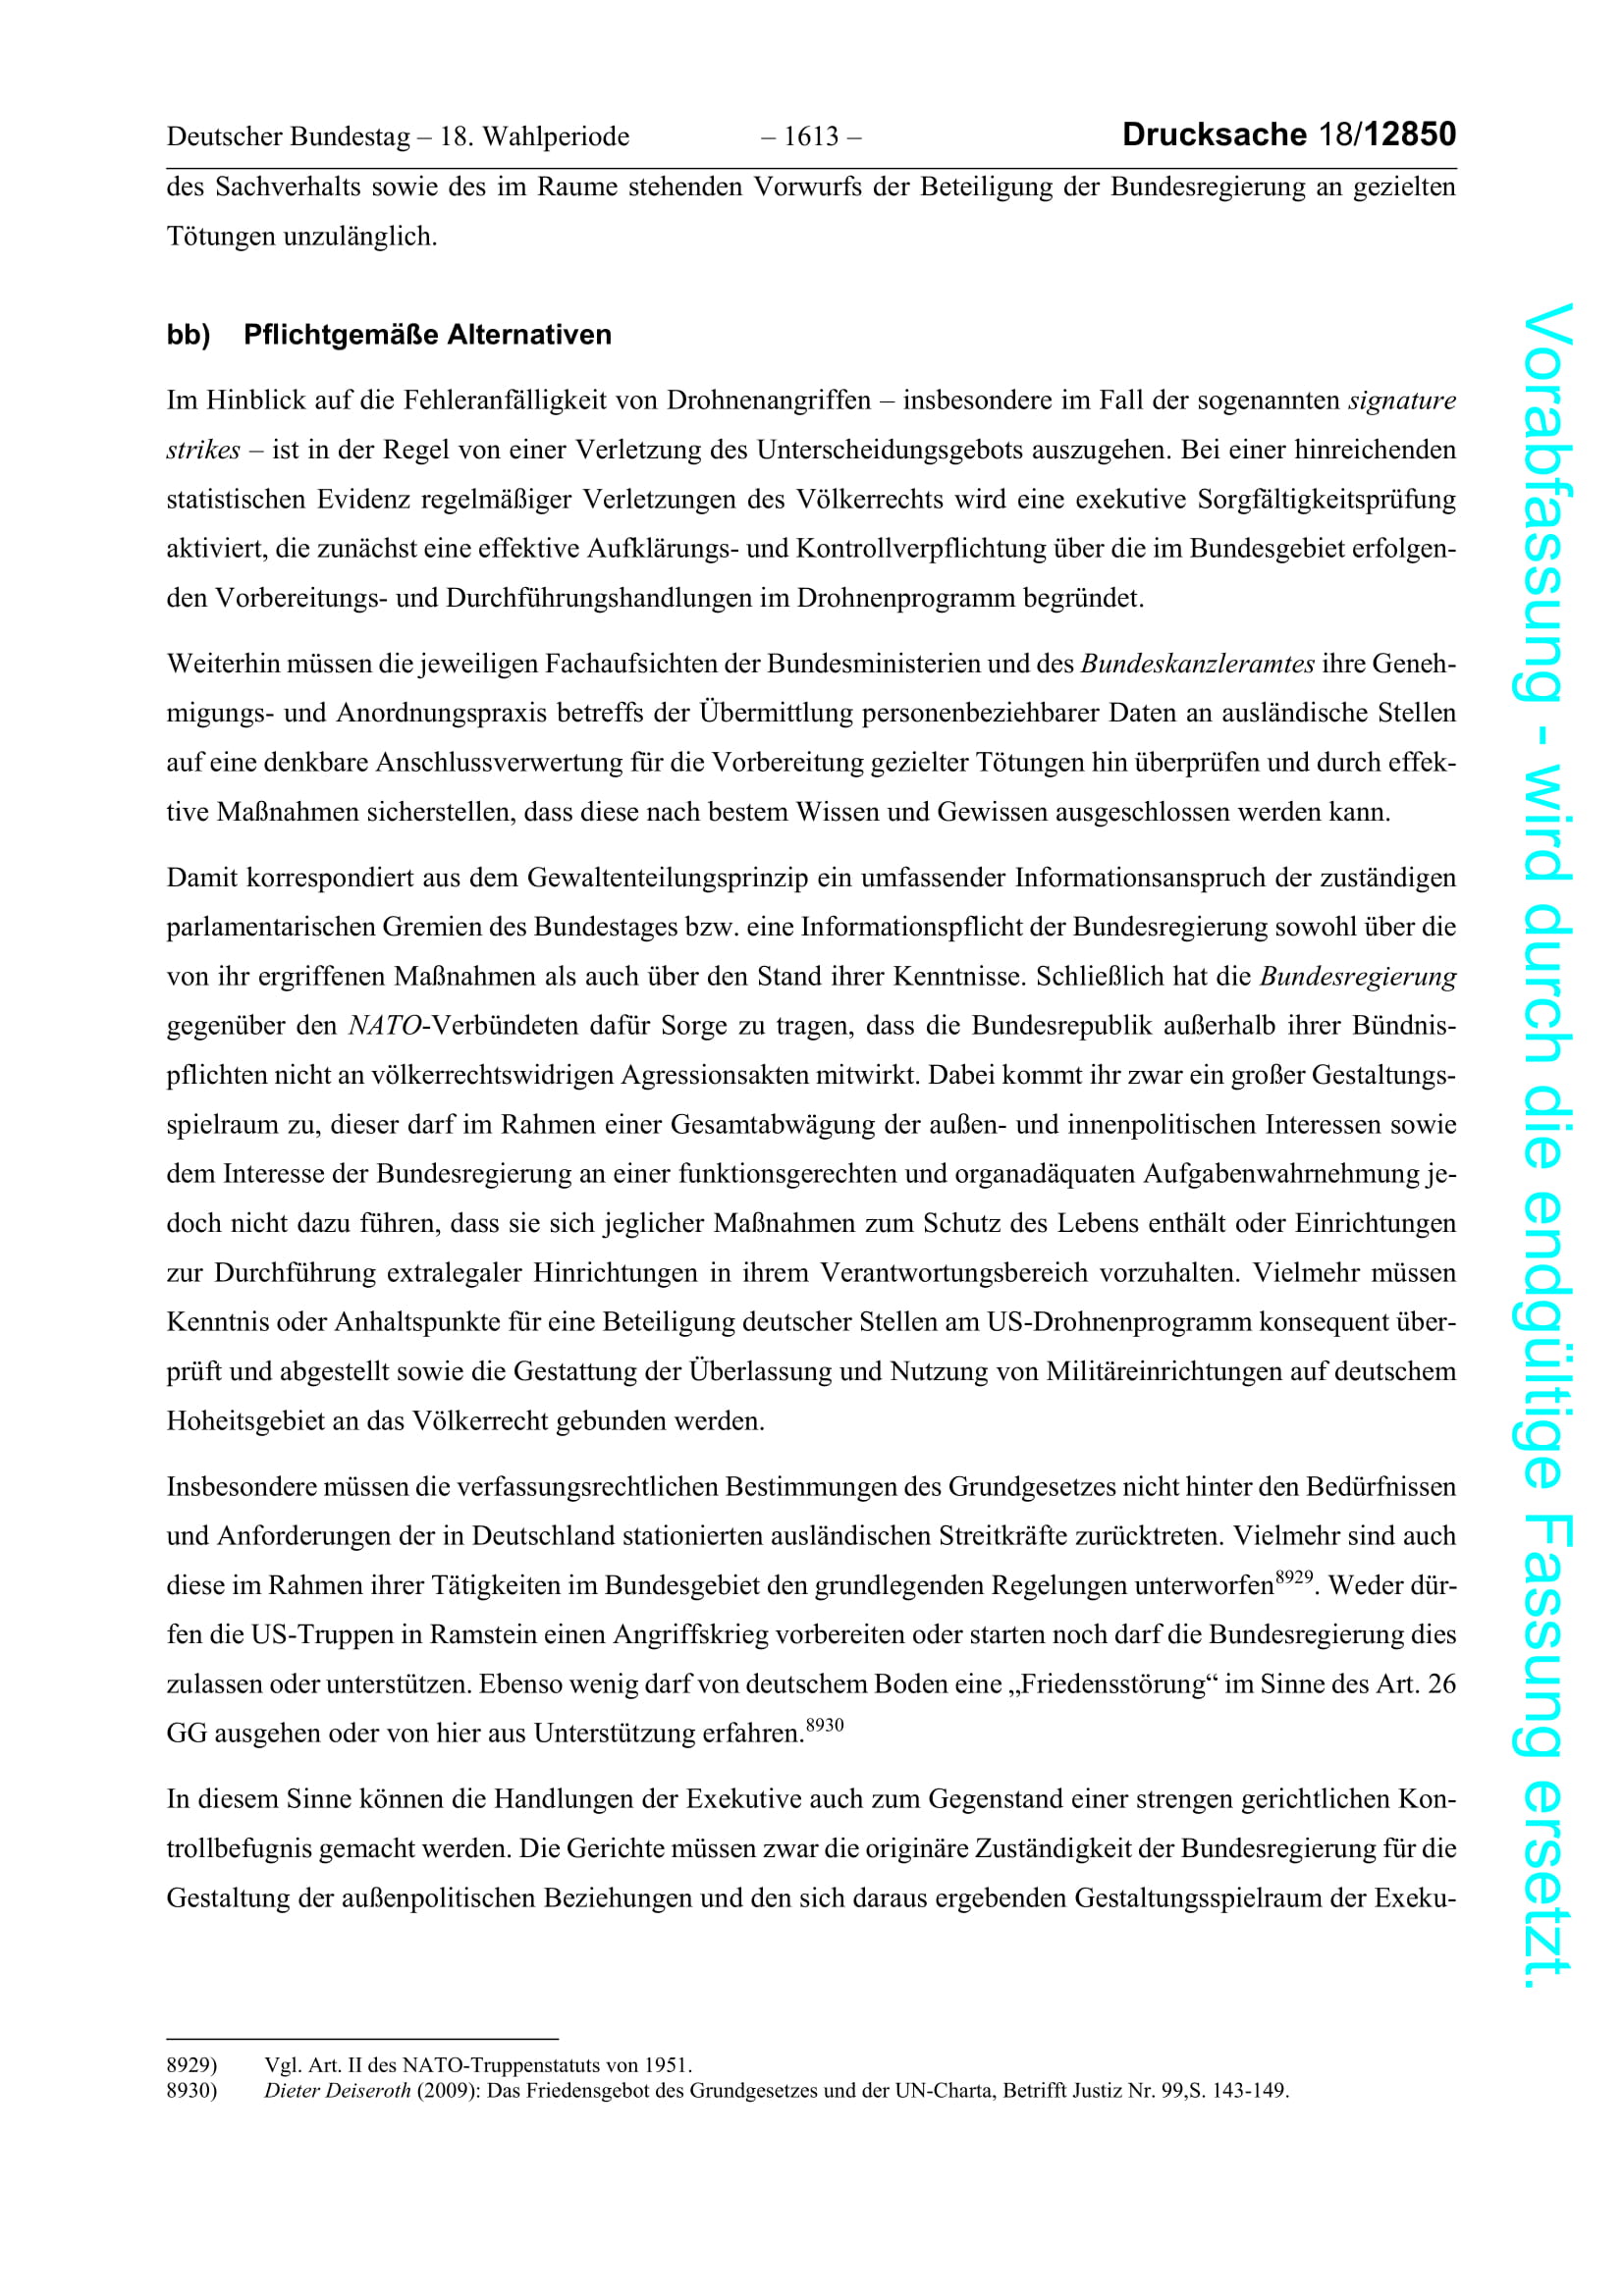 Deutscher Bundestag – 18. Wahlperiode – 1613 – Drucksache 18/12850
des Sachverhalts sowie des im Raume stehenden Vorwurfs der Beteiligung der Bundesregierung an gezielten
Tötungen unzulänglich.
bb) Pflichtgemäße Alternativen
Im Hinblick auf die Fehleranfälligkeit von Drohnenangriffen – insbesondere im Fall der sogenannten signature
strikes – ist in der Regel von einer Verletzung des Unterscheidungsgebots auszugehen. Bei einer hinreichenden
statistischen Evidenz regelmäßiger Verletzungen des Völkerrechts wird eine exekutive Sorgfältigkeitsprüfung
aktiviert, die zunächst eine effektive Aufklärungs- und Kontrollverpflichtung über die im Bundesgebiet erfolgen-
den Vorbereitungs- und Durchführungshandlungen im Drohnenprogramm begründet.
Weiterhin müssen die jeweiligen Fachaufsichten der Bundesministerien und des Bundeskanzleramtes ihre Geneh-
migungs- und Anordnungspraxis betreffs der Übermittlung personenbeziehbarer Daten an ausländische Stellen
auf eine denkbare Anschlussverwertung für die Vorbereitung gezielter Tötungen hin überprüfen und durch effek-
tive Maßnahmen sicherstellen, dass diese nach bestem Wissen und Gewissen ausgeschlossen werden kann.
Damit korrespondiert aus dem Gewaltenteilungsprinzip ein umfassender Informationsanspruch der zuständigen
parlamentarischen Gremien des Bundestages bzw. eine Informationspflicht der Bundesregierung sowohl über die
von ihr ergriffenen Maßnahmen als auch über den Stand ihrer Kenntnisse. Schließlich hat die Bundesregierung
gegenüber den NATO-Verbündeten dafür Sorge zu tragen, dass die Bundesrepublik außerhalb ihrer Bündnis-
pflichten nicht an völkerrechtswidrigen Agressionsakten mitwirkt. Dabei kommt ihr zwar ein großer Gestaltungs-
spielraum zu, dieser darf im Rahmen einer Gesamtabwägung der außen- und innenpolitischen Interessen sowie
dem Interesse der Bundesregierung an einer funktionsgerechten und organadäquaten Aufgabenwahrnehmung je-
doch nicht dazu führen, dass sie sich jeglicher Maßnahmen zum Schutz des Lebens enthält oder Einrichtungen
zur Durchführung extralegaler Hinrichtungen in ihrem Verantwortungsbereich vorzuhalten. Vielmehr müssen
Kenntnis oder Anhaltspunkte für eine Beteiligung deutscher Stellen am US-Drohnenprogramm konsequent über-
prüft und abgestellt sowie die Gestattung der Überlassung und Nutzung von Militäreinrichtungen auf deutschem
Hoheitsgebiet an das Völkerrecht gebunden werden.
Insbesondere müssen die verfassungsrechtlichen Bestimmungen des Grundgesetzes nicht hinter den Bedürfnissen
und Anforderungen der in Deutschland stationierten ausländischen Streitkräfte zurücktreten. Vielmehr sind auch
diese im Rahmen ihrer Tätigkeiten im Bundesgebiet den grundlegenden Regelungen unterworfen8929. Weder dür-
fen die US-Truppen in Ramstein einen Angriffskrieg vorbereiten oder starten noch darf die Bundesregierung dies
zulassen oder unterstützen. Ebenso wenig darf von deutschem Boden eine „Friedensstörung“ im Sinne des Art. 26
GG ausgehen oder von hier aus Unterstützung erfahren.8930
In diesem Sinne können die Handlungen der Exekutive auch zum Gegenstand einer strengen gerichtlichen Kon-
trollbefugnis gemacht werden. Die Gerichte müssen zwar die originäre Zuständigkeit der Bundesregierung für die
Gestaltung der außenpolitischen Beziehungen und den sich daraus ergebenden Gestaltungsspielraum der Exeku-
8929) Vgl. Art. II des NATO-Truppenstatuts von 1951.
8930) Dieter Deiseroth (2009): Das Friedensgebot des Grundgesetzes und der UN-Charta, Betrifft Justiz Nr. 99,S. 143-149.
Vorabfassung - wird durch die endgültige Fassung ersetzt.